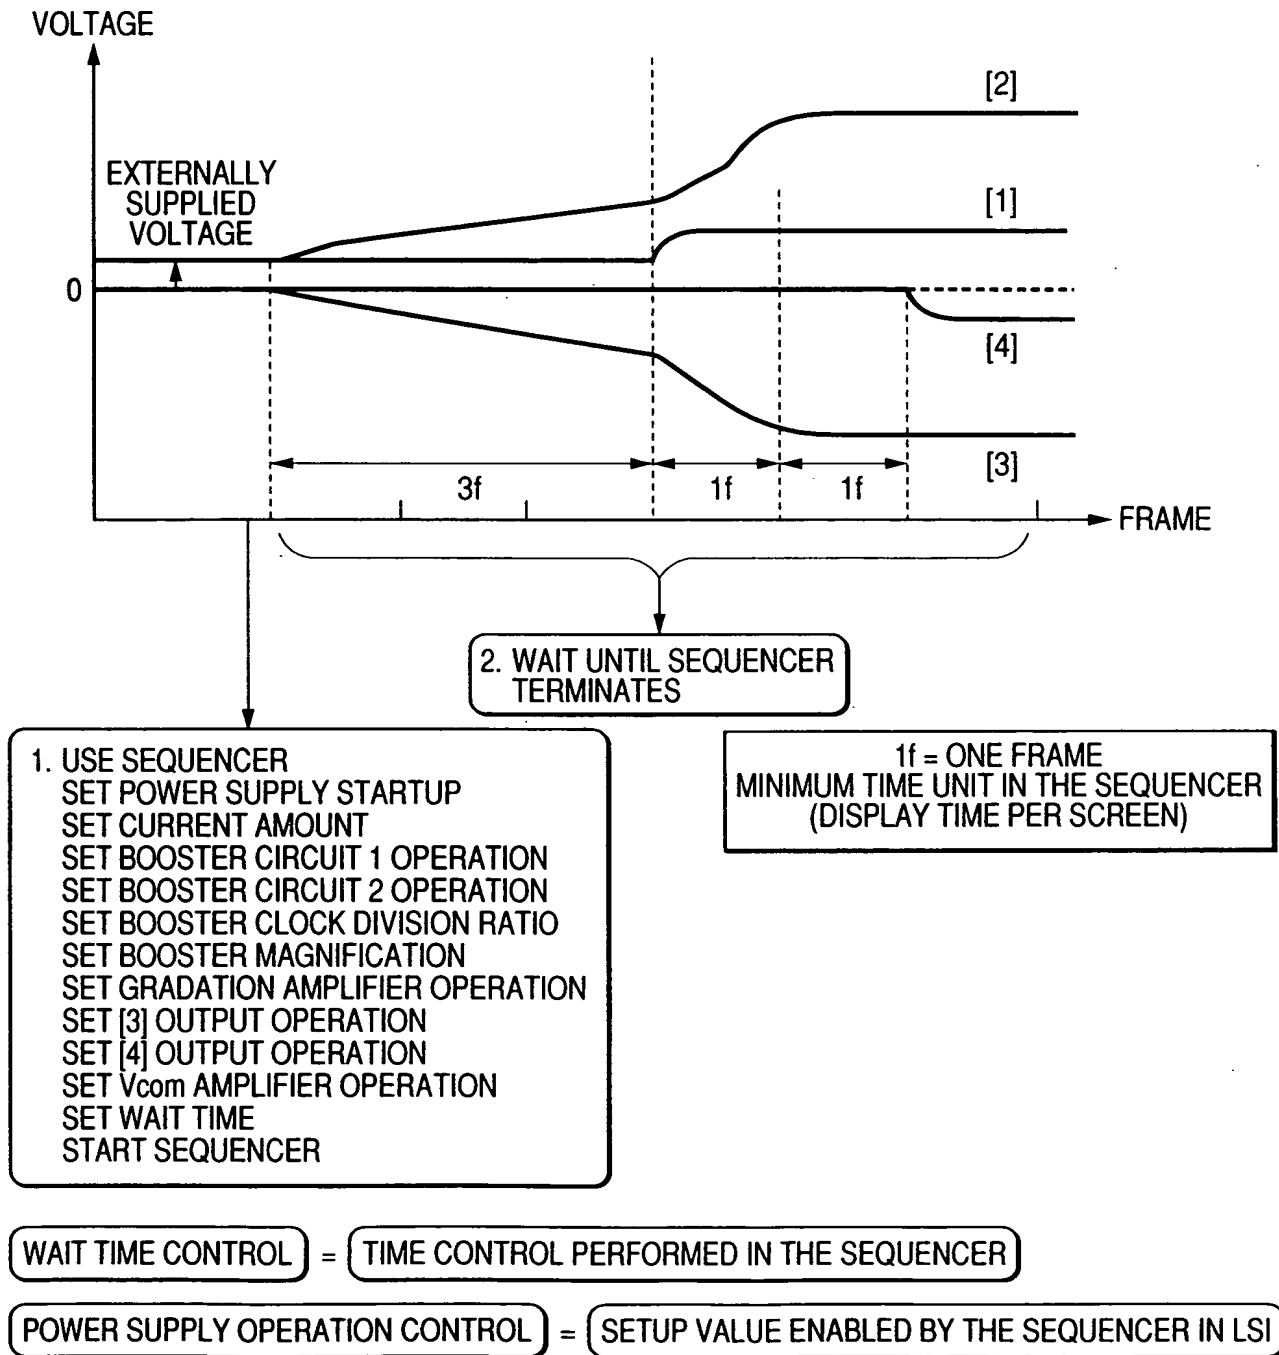 VOLTAGE
[2]
EXTERNALLY
SUPPLIED
VOLTAGE
[1]
0
[4]
[3]
3f
1f
1f
FRAME
2. WAIT UNTIL SEQUENCER
TERMINATES
1. USE SEQUENCER
SET POWER SUPPLY STARTUP
SET CURRENT AMOUNT
SET BOOSTER CIRCUIT 1 OPERATION
SET BOOSTER CIRCUIT 2 OPERATION
SET BOOSTER CLOCK DIVISION RATIO
SET BOOSTER MAGNIFICATION
SET GRADATION AMPLIFIER OPERATION
SET [3] OUTPUT OPERATION
SET [4] OUTPUT OPERATION
SET Vcom AMPLIFIER OPERATION
SET WAIT TIME
START SEQUENCER
1f = ONE FRAME
MINIMUM TIME UNIT IN THE SEQUENCER
(DISPLAY TIME PER SCREEN)
WAIT TIME CONTROL = TIME CONTROL PERFORMED IN THE SEQUENCER
POWER SUPPLY OPERATION CONTROL = SETUP VALUE ENABLED BY THE SEQUENCER IN LSI